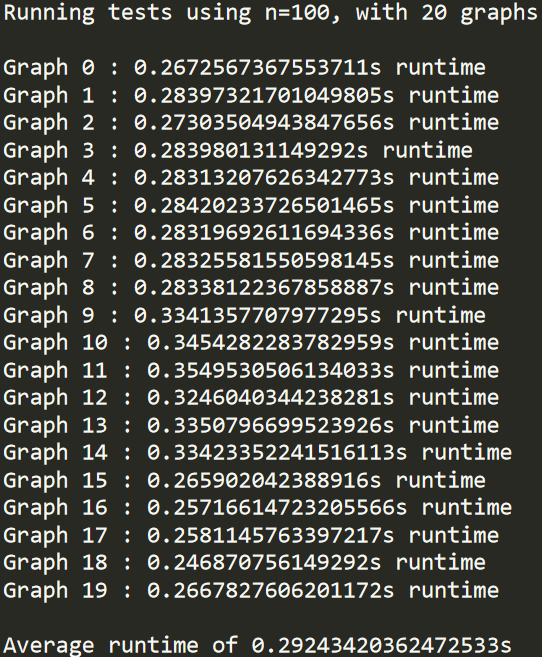 Running tests using n=100, with 20 graphs
Graph 0 : 0.2672567367553711s runtime
Graph 1 : 0.28397321701049805s runtime
Graph 2 : 0.27303504943847656s runtime
Graph 3 : 0.283980131149292s runtime
Graph 4 : 0.28313207626342773s runtime
Graph 5 : 0.28420233726501465s runtime
Graph 6 : 0.28319692611694336s runtime
Graph 7 : 0.28325581550598145s runtime
Graph 8 : 0.28338122367858887s runtime
Graph 9 : 0.3341357707977295s runtime
Graph 10 : 0.3454282283782959s runtime
Graph 11 : 0.3549530506134033s runtime
Graph 12 : 0.3246040344238281s runtime
Graph 13 : 0.3350796699523926s runtime
Graph 14 : 0.33423352241516113s runtime
Graph 15 : 0.265902042388916s runtime
Graph 16 : 0.25716614723205566s runtime
Graph 17 : 0.2581145763397217s runtime
Graph 18 : 0.246870756149292s runtime
Graph 19 : 0.2667827606201172s runtime
Average runtime of 0.29243420362472533s